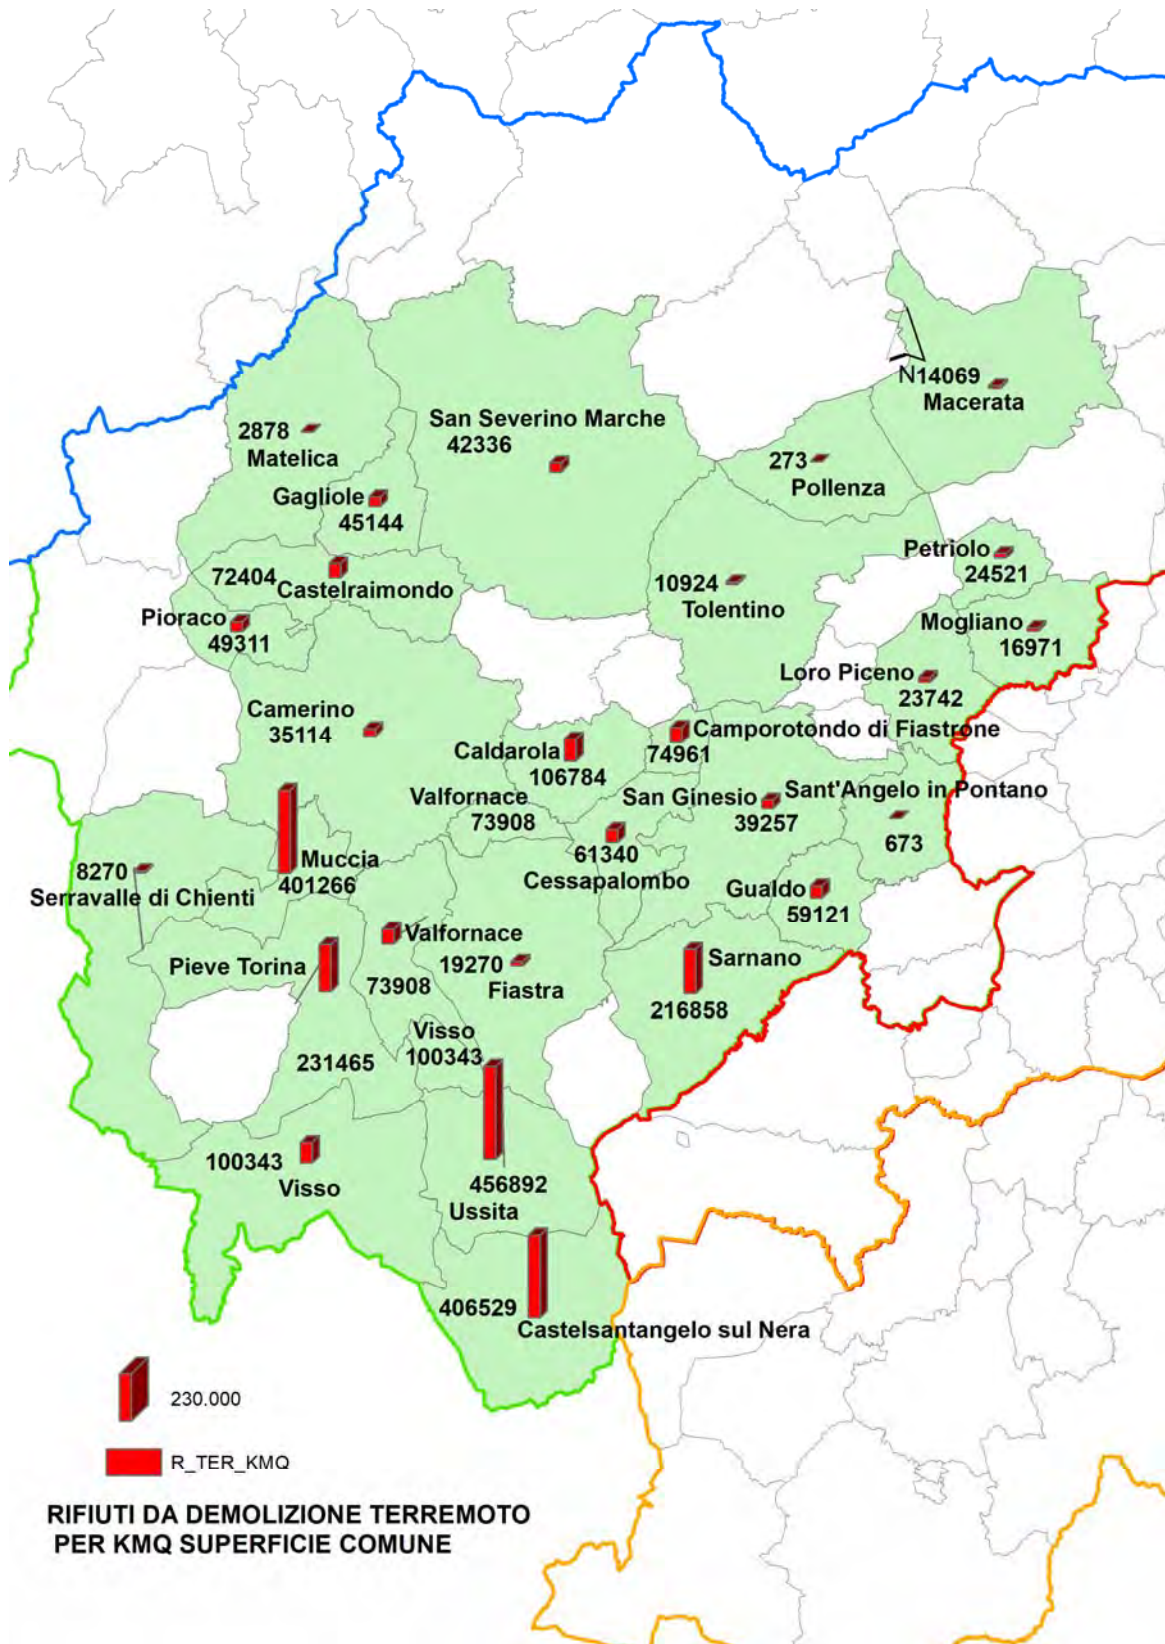 N14069
Macerata
San Severino Marche
42336
2878
Matelica
273
Pollenza
Gagliole
45144
Petriolo
24521
72404
Castelraimondo
10924
Tolentino
Pioraco
49311
Mogliano
16971
Loro Piceno
23742
Camerino
35114
Camporotondo di Fiastrone
74961
Caldarola
106784
Valfornace
73908
San Ginesio
39257
Sant'Angelo in Pontano
673
61340
Cessapalombo
Muccia
401266
8270
Serravalle di Chienti
Gualdo
59121
Valfornace
73908
Pieve Torina
231465
19270
Fiastra
Sarnano
216858
Visso
100343
100343
Visso
456892
Ussita
406529
Castelsantangelo sul Nera
230.000
R_TER_KMQ
RIFIUTI DA DEMOLIZIONE TERREMOTO
PER KMQ SUPERFICIE COMUNE